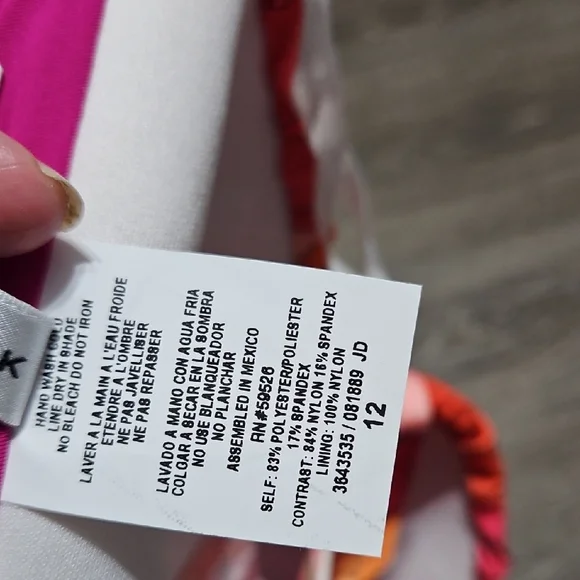 HAND WASH COLD
LINE DRY IN SHADE
NO BLEACH DO NOT IRON
LAVER A LA MAIN A L'EAU FROIDE
ETENDRE A L'OMBRE
NE PAS JAVELLISER
NE PAS REPASSER
LAVADO A MANO CON AGUA FRIA
COLGAR A SECAR EN LA SOMBRA
NO USE BLANQUEADOR
NO PLANCHAR
ASSEMBLED IN MEXICO
RN#59526
SELF: 83% POLYESTER/POLIESTER
17% SPANDEX
CONTRAST: 84% NYLON 16% SPANDEX
LINING: 100% NYLON
3643535 / 081889 JD
12
K